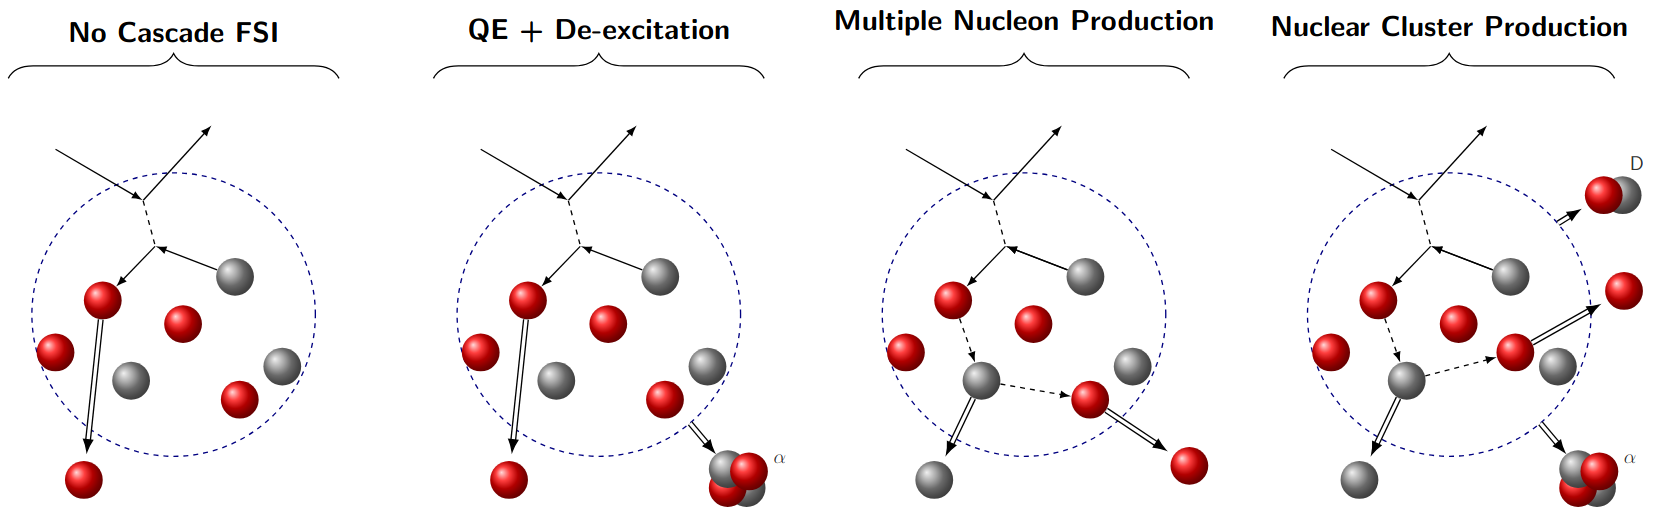 No Cascade FSI
QE + De-excitation
Multiple Nucleon Production
Nuclear Cluster Production
D
α
α